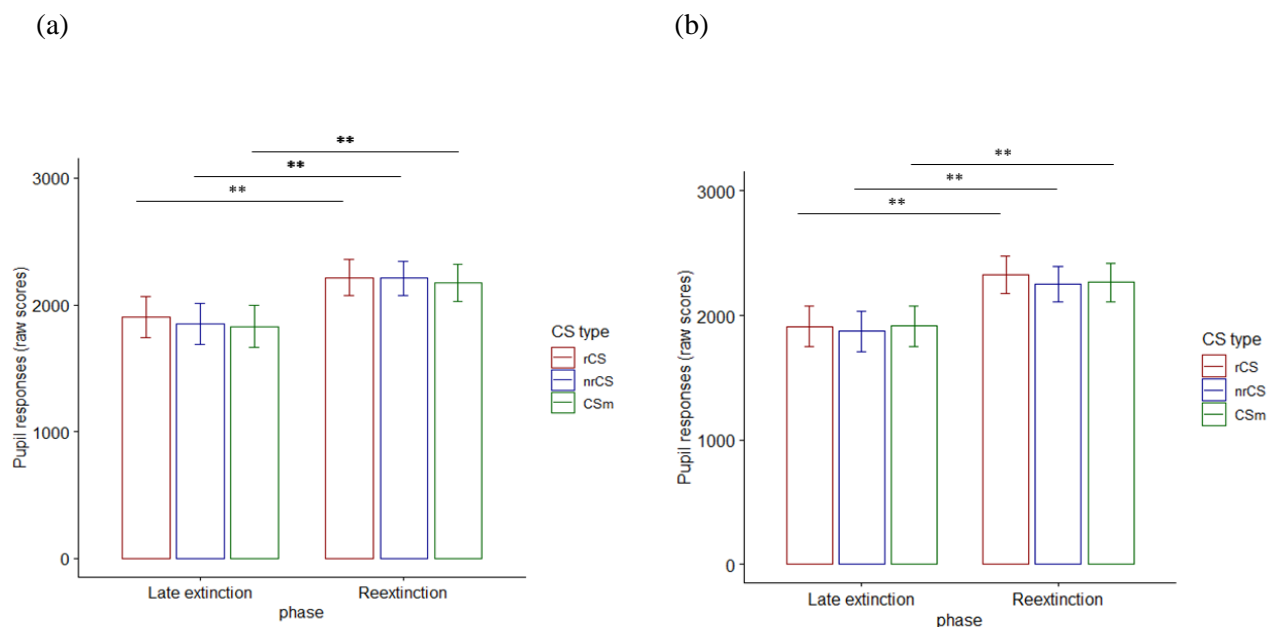 (a)
**
**
**
3000
2000
1000
0
Pupil responses (raw scores)
Late extinction Reextinction
phase
CS type
rCS
nrCS
CSm
(b)
**
**
**
3000
2000
1000
0
Pupil responses (raw scores)
Late extinction Reextinction
phase
CS type
rCS
nrCS
CSm